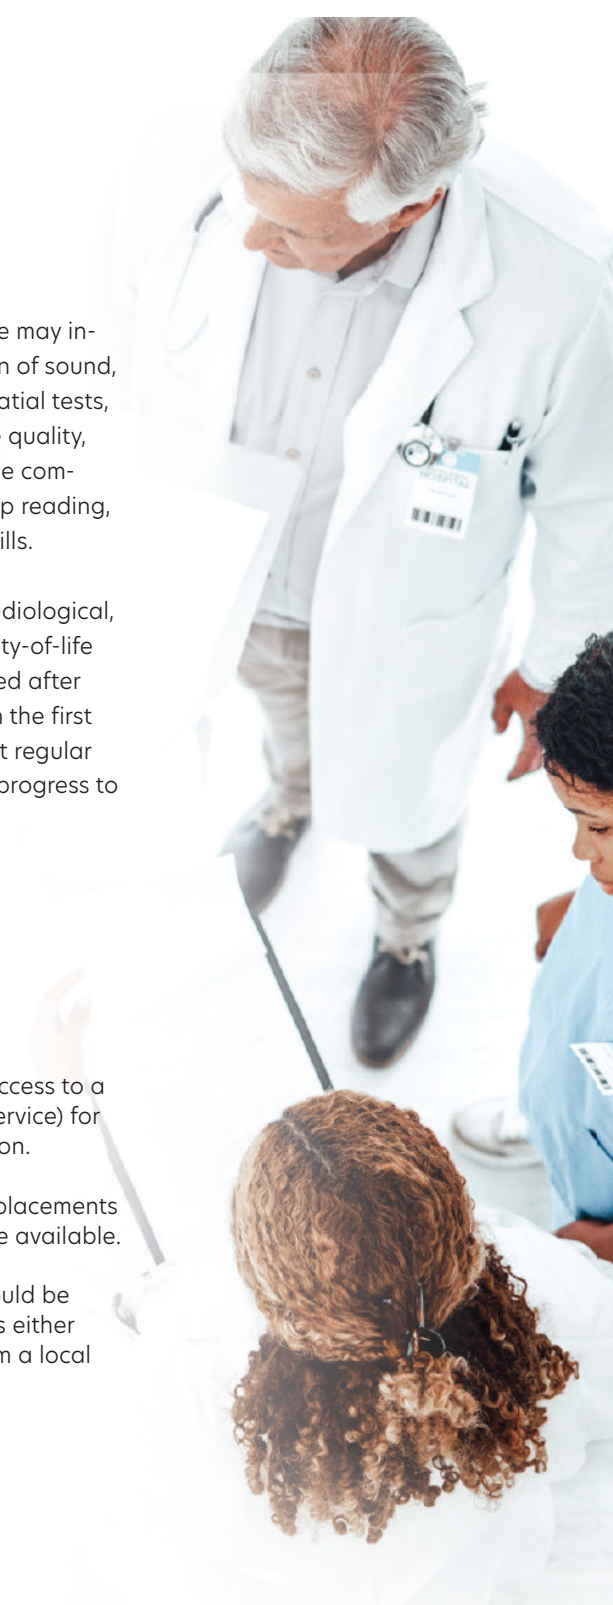 e may in-
n of sound,
atial tests,
quality,
e com-
p reading,
ills.
diological,
ty-of-life
ed after
the first
t regular
progress to
ccess to a
ervice) for
on.
placements
e available.
uld be
s either
m a local
HOSPITAL